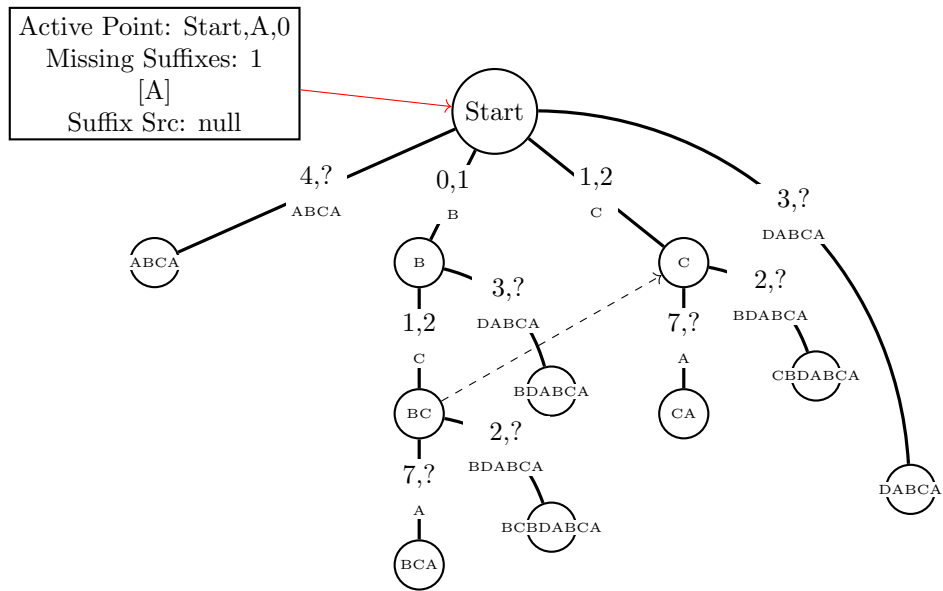 Active Point: Start,A,0
Missing Suffixes: 1
[A]
Suffix Src: null
Start
4,?
ABCA
0,1
B
1,2
C
3,?
DABCA
ABCA
B
C
3,?
DABCA
2,?
BDABCA
1,2
C
7,?
A
BDABCA
CBDABCA
BC
CA
2,?
BDABCA
7,?
A
DABCA
BCBDABCA
BCA